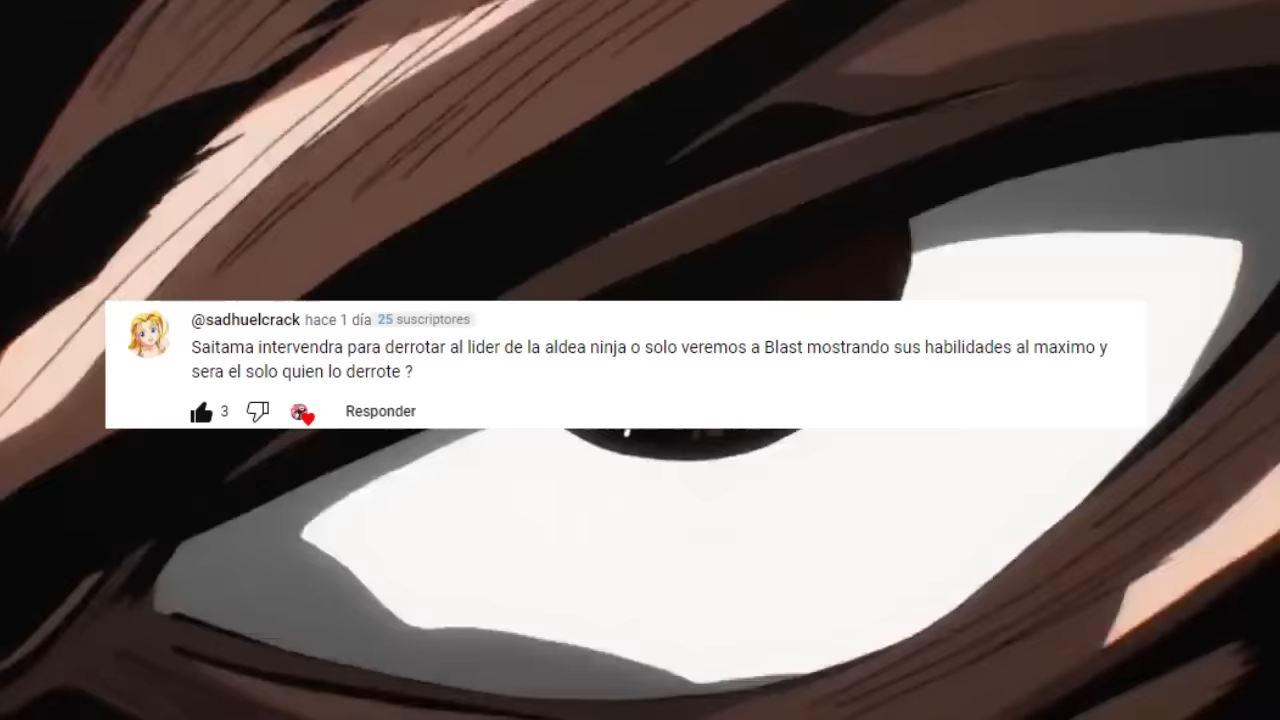 @sadhuelcrack hace 1 día 25 suscriptores
Saitama intervendra para derrotar al lider de la aldea ninja o solo veremos a Blast mostrando sus habilidades al maximo y
sera el solo quien lo derrote ?
3 Responder